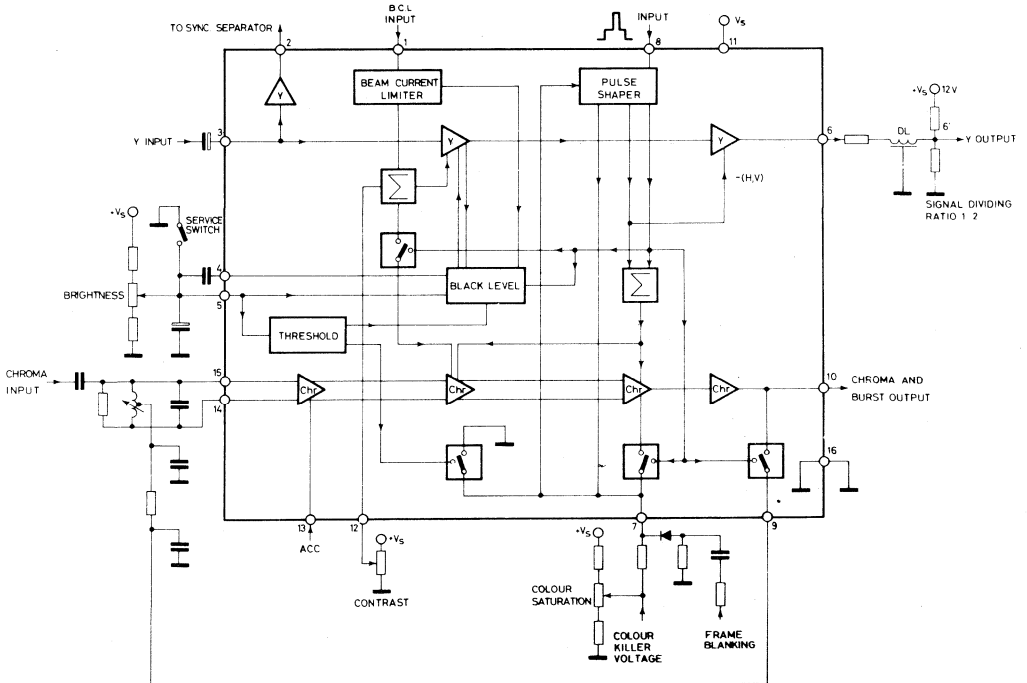 B.C.L
INPUT
INPUT
Vs
TO SYNC. SEPARATOR
2
1
8
11
BEAM CURRENT
LIMITER
PULSE
SHAPER
Y
+Vs 12V
Y INPUT
3
Y
Y
6
DL
6'
Y OUTPUT
Σ
-(H,V)
SIGNAL DIVIDING
RATIO 1 2
+Vs
SERVICE
SWITCH
4
BLACK LEVEL
Σ
BRIGHTNESS
5
THRESHOLD
CHROMA
INPUT
15
14
Chr
Chr
Chr
Chr
10
CHROMA AND
BURST OUTPUT
16
13
12
7
9
ACC
+Vs
CONTRAST
+Vs
COLOUR
SATURATION
COLOUR
KILLER
VOLTAGE
FRAME
BLANKING